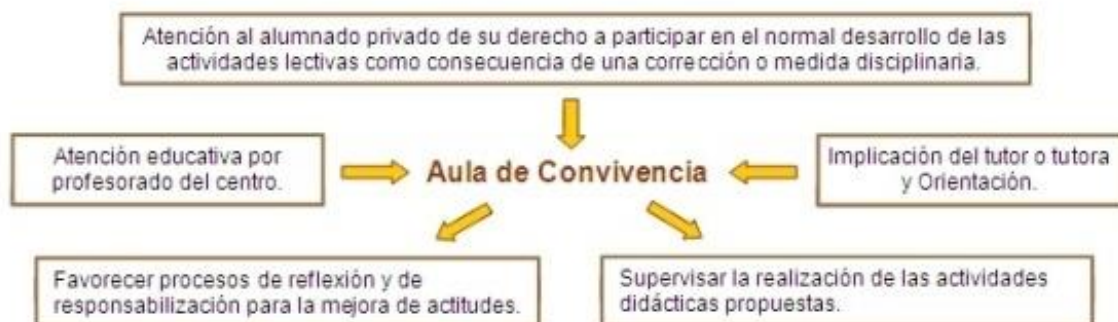 Atención al alumnado privado de su derecho a participar en el normal desarrollo de las
actividades lectivas como consecuencia de una corrección o medida disciplinaria.
Atención educativa por
profesorado del centro.
Aula de Convivencia
Implicación del tutor o tutora
y Orientación.
Favorecer procesos de reflexión y de
responsabilización para la mejora de actitudes.
Supervisar la realización de las actividades
didácticas propuestas.